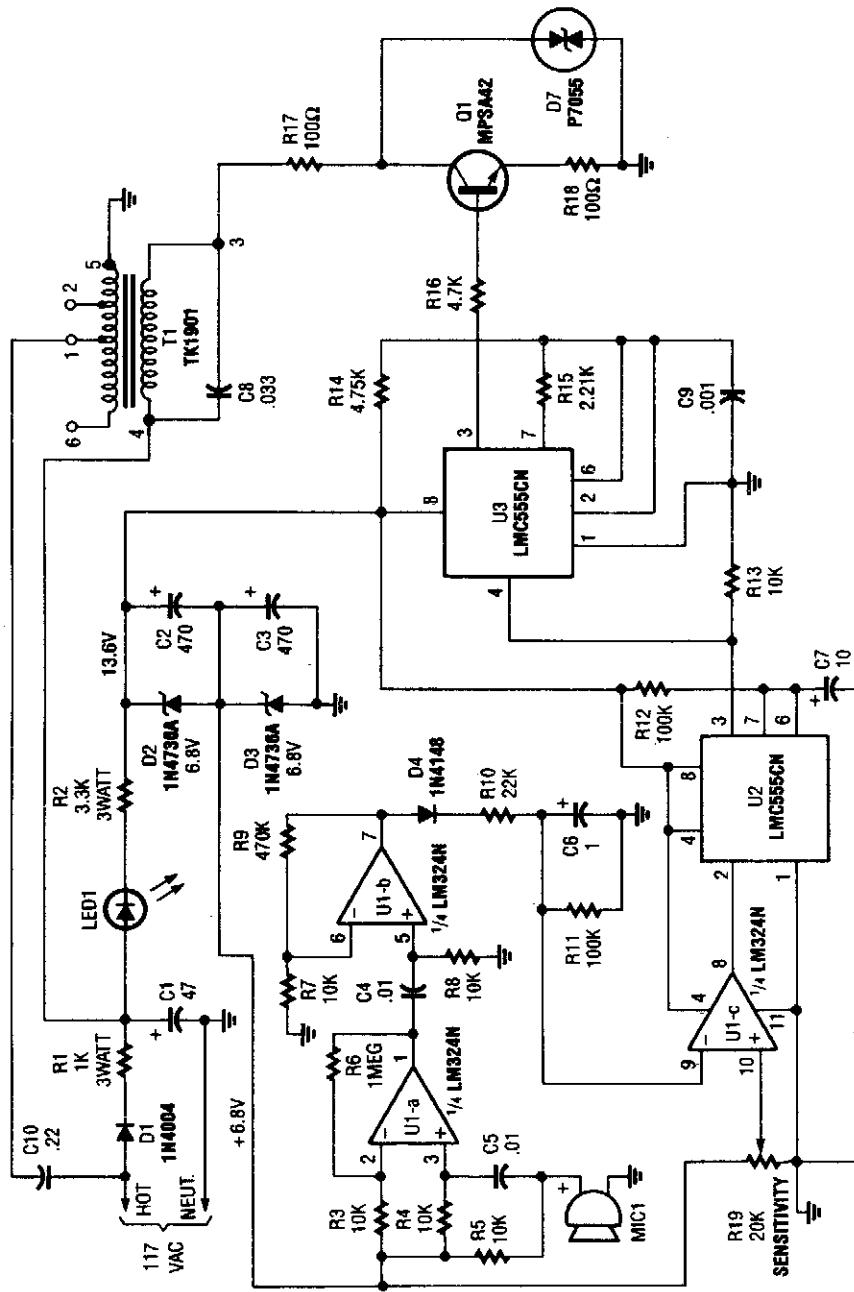 C10
.22
HOT
117
VAC
NEUT.
D1
1N4004
R1
1K
3WATT
+
C1
47
LED1
R2
3.3K
3WATT
D2
1N4736A
6.8V
13.6V
+
C2
470
D3
1N4736A
6.8V
+
C3
470
+6.8V
6
1
2
5
T1
TK1901
4
3
C8
.033
R17
100Ω
Q1
MPSA42
D7
P7055
R18
100Ω
R16
4.7K
R14
4.75K
R15
2.21K
C9
.001
U3
LMC555CN
8
3
7
6
2
1
4
R13
10K
R3
10K
R4
10K
R5
10K
R6
1MEG
2
3
1
−
+
U1-a
¼ LM324N
C5
.01
+
MIC1
C4
.01
R7
10K
R8
10K
R9
470K
6
5
7
−
+
U1-b
¼ LM324N
D4
1N4148
R10
22K
+
C6
1
R11
100K
9
10
8
4
11
−
+
U1-c
¼ LM324N
R19
20K
SENSITIVITY
U2
LMC555CN
2
1
4
8
3
7
6
R12
100K
+
C7
10